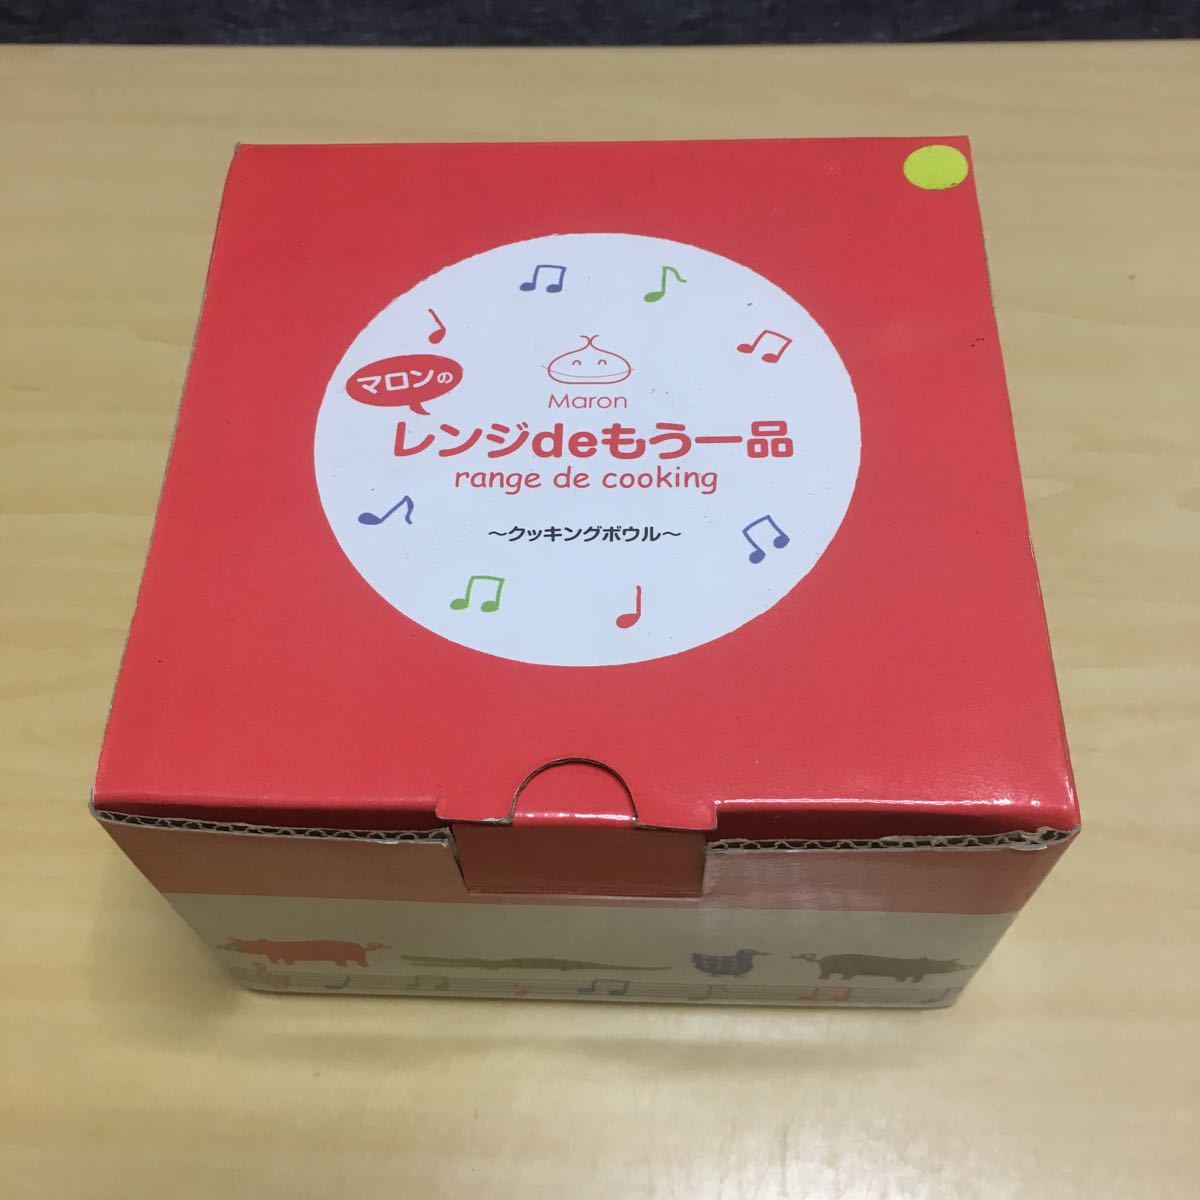 Maron
マロンの
レンジdeもう一品
range de cooking
～クッキングボウル～